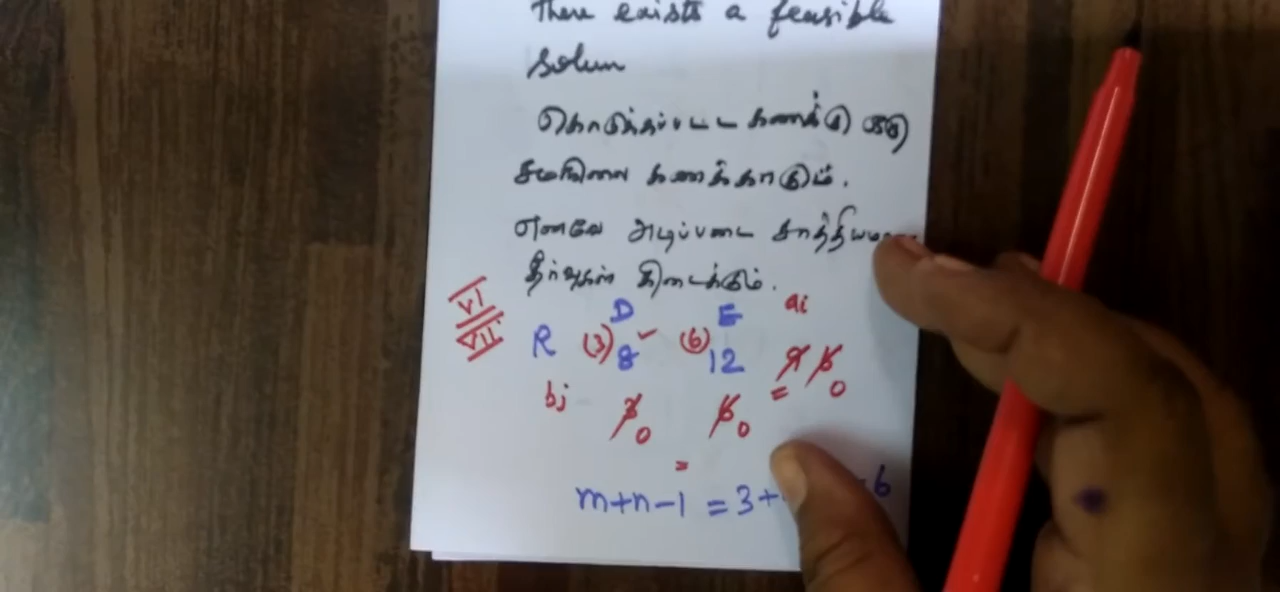 There exists a feasible
Solun
கொடுக்கப்பட்ட கணக்கு ஒரு
சமநிலை கணக்காகும்.
எனவே அடிப்படை சாத்தியமான
தீர்வுகள் கிடைக்கும்.
VI
VII
D E ai
R (3) 8 ✓ (6) 12 9 6 0
bj 3 0 6 0
=
=
m+n-1 = 3+ 6